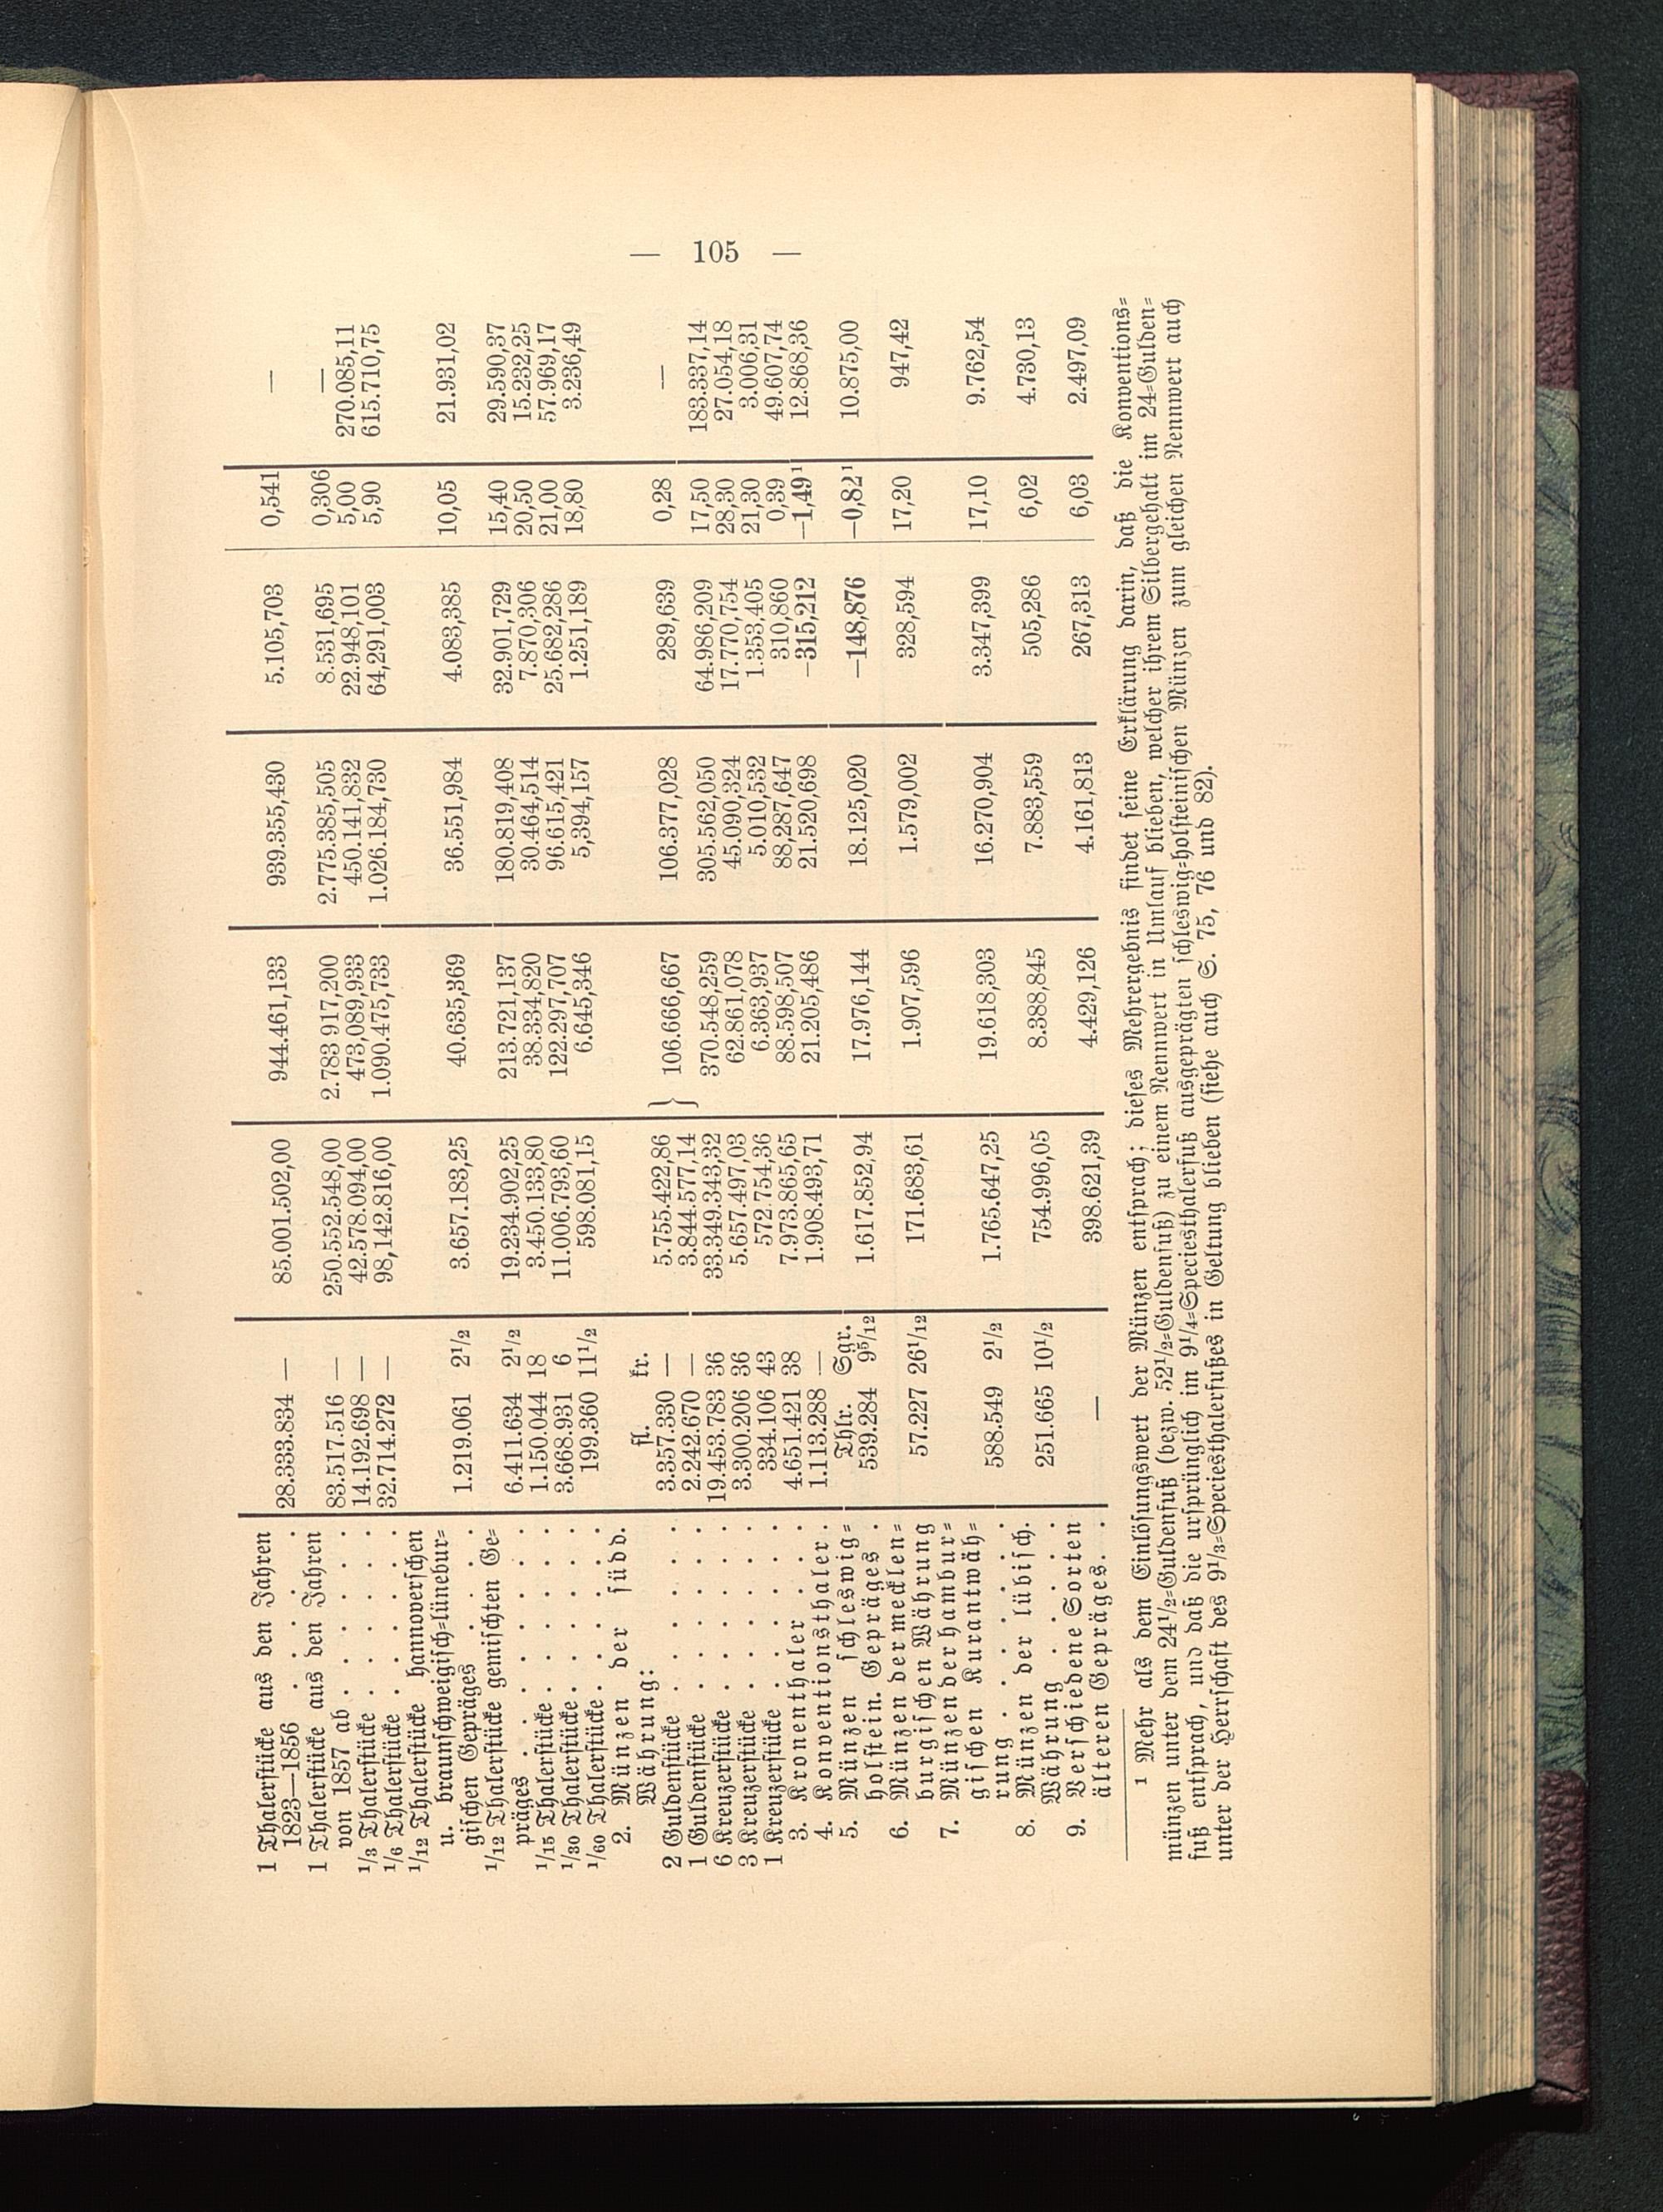 — 105 —
1 Thalerstücke aus den Jahren
1823—1856 . . . . 28.333.834 — 85.001.502,00 944.461,133 939.355,430 5.105,703 0,541 —
1 Thalerstücke aus den Jahren
von 1857 ab . . . . . 83.517.516 — 250.552.548,00 2.783 917,200 2.775.385,505 8.531,695 0,306 —
1/3 Thalerstücke . . . . . 14.192.698 — 42.578.094,00 473,089,933 450.141,832 22.948,101 5,00 270.085,11
1/6 Thalerstücke . . . . . 32.714.272 — 98,142.816,00 1.090.475,733 1.026.184,730 64,291,003 5,90 615.710,75
1/12 Thalerstücke hannoverschen
u. braunschweigisch=lünebur=
gischen Gepräges . . . . 1.219.061 2 1/2 3.657.183,25 40.635,369 36.551,984 4.083,385 10,05 21.931,02
1/12 Thalerstücke gemischten Ge=
präges . . . . . . . 6.411.634 2 1/2 19.234.902,25 213.721,137 180.819,408 32.901,729 15,40 29.590,37
1/15 Thalerstücke . . . . . 1.150.044 18 3.450.133,80 38.334,820 30.464,514 7.870,306 20,50 15.232,25
1/30 Thalerstücke . . . . . 3.668.931 6 11.006.793,60 122.297,707 96.615,421 25.682,286 21,00 57.969,17
1/60 Thalerstücke . . . . . 199.360 11 1/2 598.081,15 6.645,346 5,394,157 1.251,189 18,80 3.236,49
2. Münzen der südd.
Währung: fl. kr.
2 Guldenstücke . . . . . 3.357.330 — 5.755.422,86
1 Guldenstücke . . . . . 2.242.670 — 3.844.577,14 } 106.666,667 106.377,028 289,639 0,28 —
6 Kreuzerstücke . . . . . 19.453.783 36 33.349.343,32 370.548,259 305.562,050 64.986,209 17,50 183.337,14
3 Kreuzerstücke . . . . . 3.300.206 36 5.657.497,03 62.861,078 45.090,324 17.770,754 28,30 27.054,18
1 Kreuzerstücke . . . . . 334.106 43 572.754,36 6.363,937 5.010,532 1.353,405 21,30 3.006,31
3. Kronenthaler . . . . 4.651.421 38 7.973.865,65 88.598,507 88,287,647 310,860 0,39 49.607,74
4. Konventionsthaler . 1.113.288 — 1.908.493,71 21.205,486 21.520,698 —315,212 —1,49¹ 12.868,36
5. Münzen schleswig= Thlr. Sgr.
holstein. Gepräges . 539.284 9 5/12 1.617.852,94 17.976,144 18.125,020 —148,876 —0,82¹ 10.875,00
6. Münzen der mecklen=
burgischen Währung 57.227 26 1/12 171.683,61 1.907,596 1.579,002 328,594 17,20 947,42
7. Münzen der hambur=
gischen Kurantwäh=
rung . . . . . . . 588.549 2 1/2 1.765.647,25 19.618,303 16.270,904 3.347,399 17,10 9.762,54
8. Münzen der lübisch.
Währung . . . . . 251.665 10 1/2 754.996,05 8.388,845 7.883,559 505,286 6,02 4.730,13
9. Verschiedene Sorten
älteren Gepräges. . — 398.621,39 4.429,126 4.161,813 267,313 6,03 2.497,09
¹ Mehr als dem Einlösungswert der Münzen entsprach; dieses Mehrergebnis findet seine Erklärung darin, daß die Konventions=
münzen unter dem 24 1/2=Guldenfuß (bezw. 52 1/2=Guldenfuß) zu einem Nennwert in Umlauf blieben, welcher ihrem Silbergehalt im 24=Gulden=
fuß entsprach, und daß die ursprünglich im 9 1/4=Speciesthalerfuß ausgeprägten schleswig=holsteinischen Münzen zum gleichen Nennwert auch
unter der Herrschaft des 9 1/3=Speciesthalerfußes in Geltung blieben (siehe auch S. 75, 76 und 82).